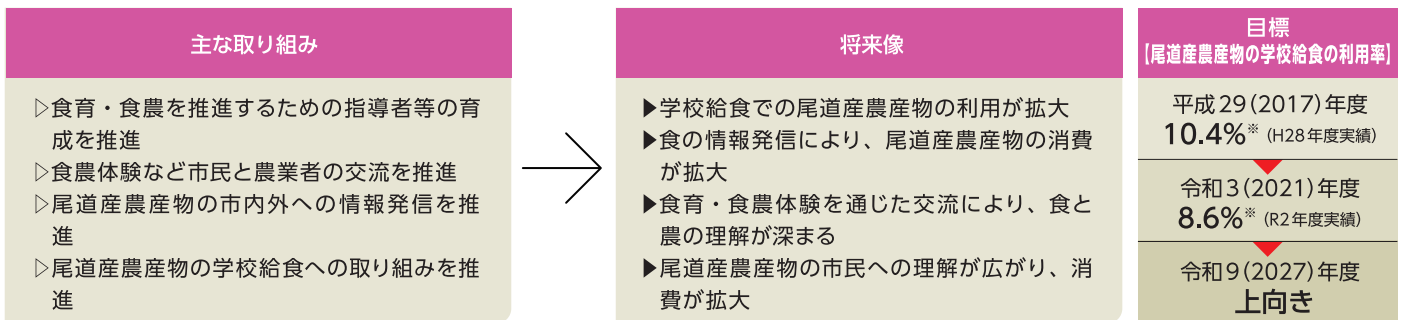 主な取り組み
▷食育・食農を推進するための指導者等の育
成を推進
▷食農体験など市民と農業者の交流を推進
▷尾道産農産物の市内外への情報発信を推
進
▷尾道産農産物の学校給食への取り組みを推
進
将来像
▶学校給食での尾道産農産物の利用が拡大
▶食の情報発信により、尾道産農産物の消費
が拡大
▶食育・食農体験を通じた交流により、食と
農の理解が深まる
▶尾道産農産物の市民への理解が広がり、消
費が拡大
目標
【尾道産農産物の学校給食の利用率】
平成29(2017)年度
10.4%※(H28年度実績)
令和3(2021)年度
8.6%※(R2年度実績)
令和9(2027)年度
上向き